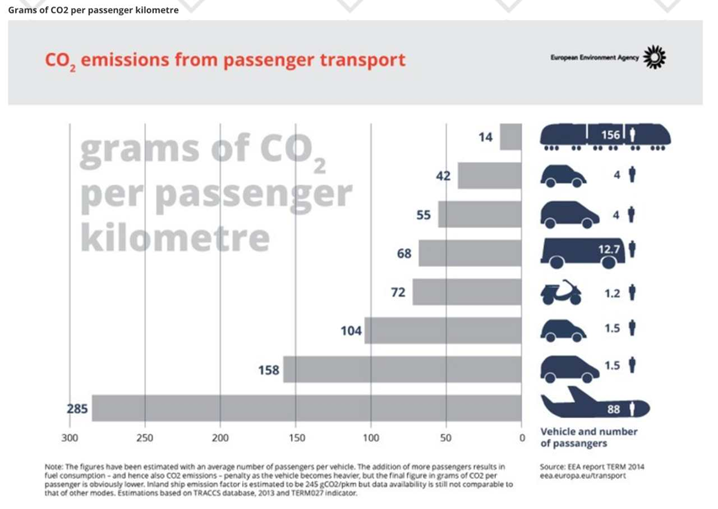 Grams of CO2 per passenger kilometre
CO2 emissions from passenger transport
European Environment Agency
grams of CO2
per passenger
kilometre
14
156
42
4
55
4
68
12.7
72
1.2
104
1.5
158
1.5
285
88
300 250 200 150 100 50 0
Vehicle and number
of passangers
Note: The figures have been estimated with an average number of passengers per vehicle. The addition of more passengers results in
fuel consumption – and hence also CO2 emissions – penalty as the vehicle becomes heavier, but the final figure in grams of CO2 per
passenger is obviously lower. Inland ship emission factor is estimated to be 245 gCO2/pkm but data availability is still not comparable to
that of other modes. Estimations based on TRACCS database, 2013 and TERM027 indicator.
Source: EEA report TERM 2014
eea.europa.eu/transport